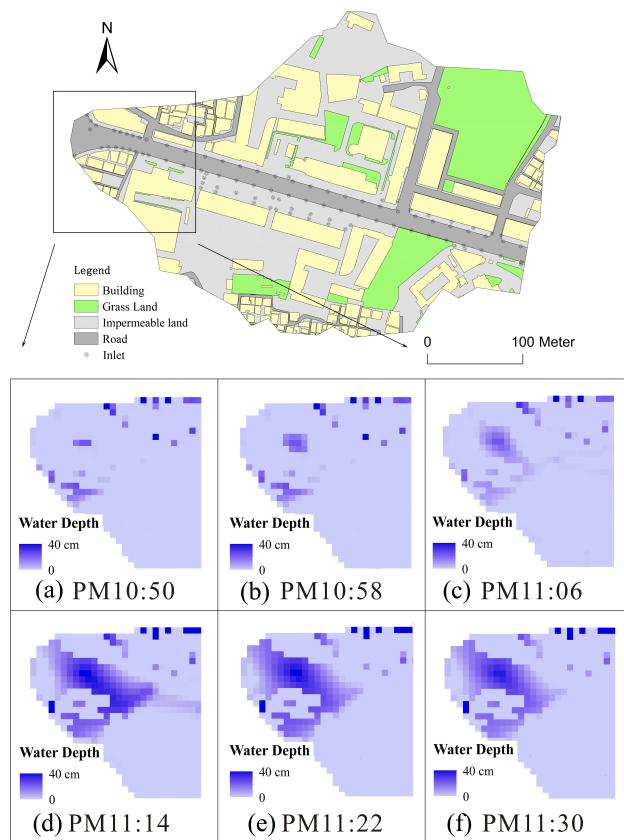 N
Legend
Building
Grass Land
Impermeable land
Road
Inlet
0 100 Meter
Water Depth
40 cm
0
(a) PM10:50
Water Depth
40 cm
0
(b) PM10:58
Water Depth
40 cm
0
(c) PM11:06
Water Depth
40 cm
0
(d) PM11:14
Water Depth
40 cm
0
(e) PM11:22
Water Depth
40 cm
0
(f) PM11:30